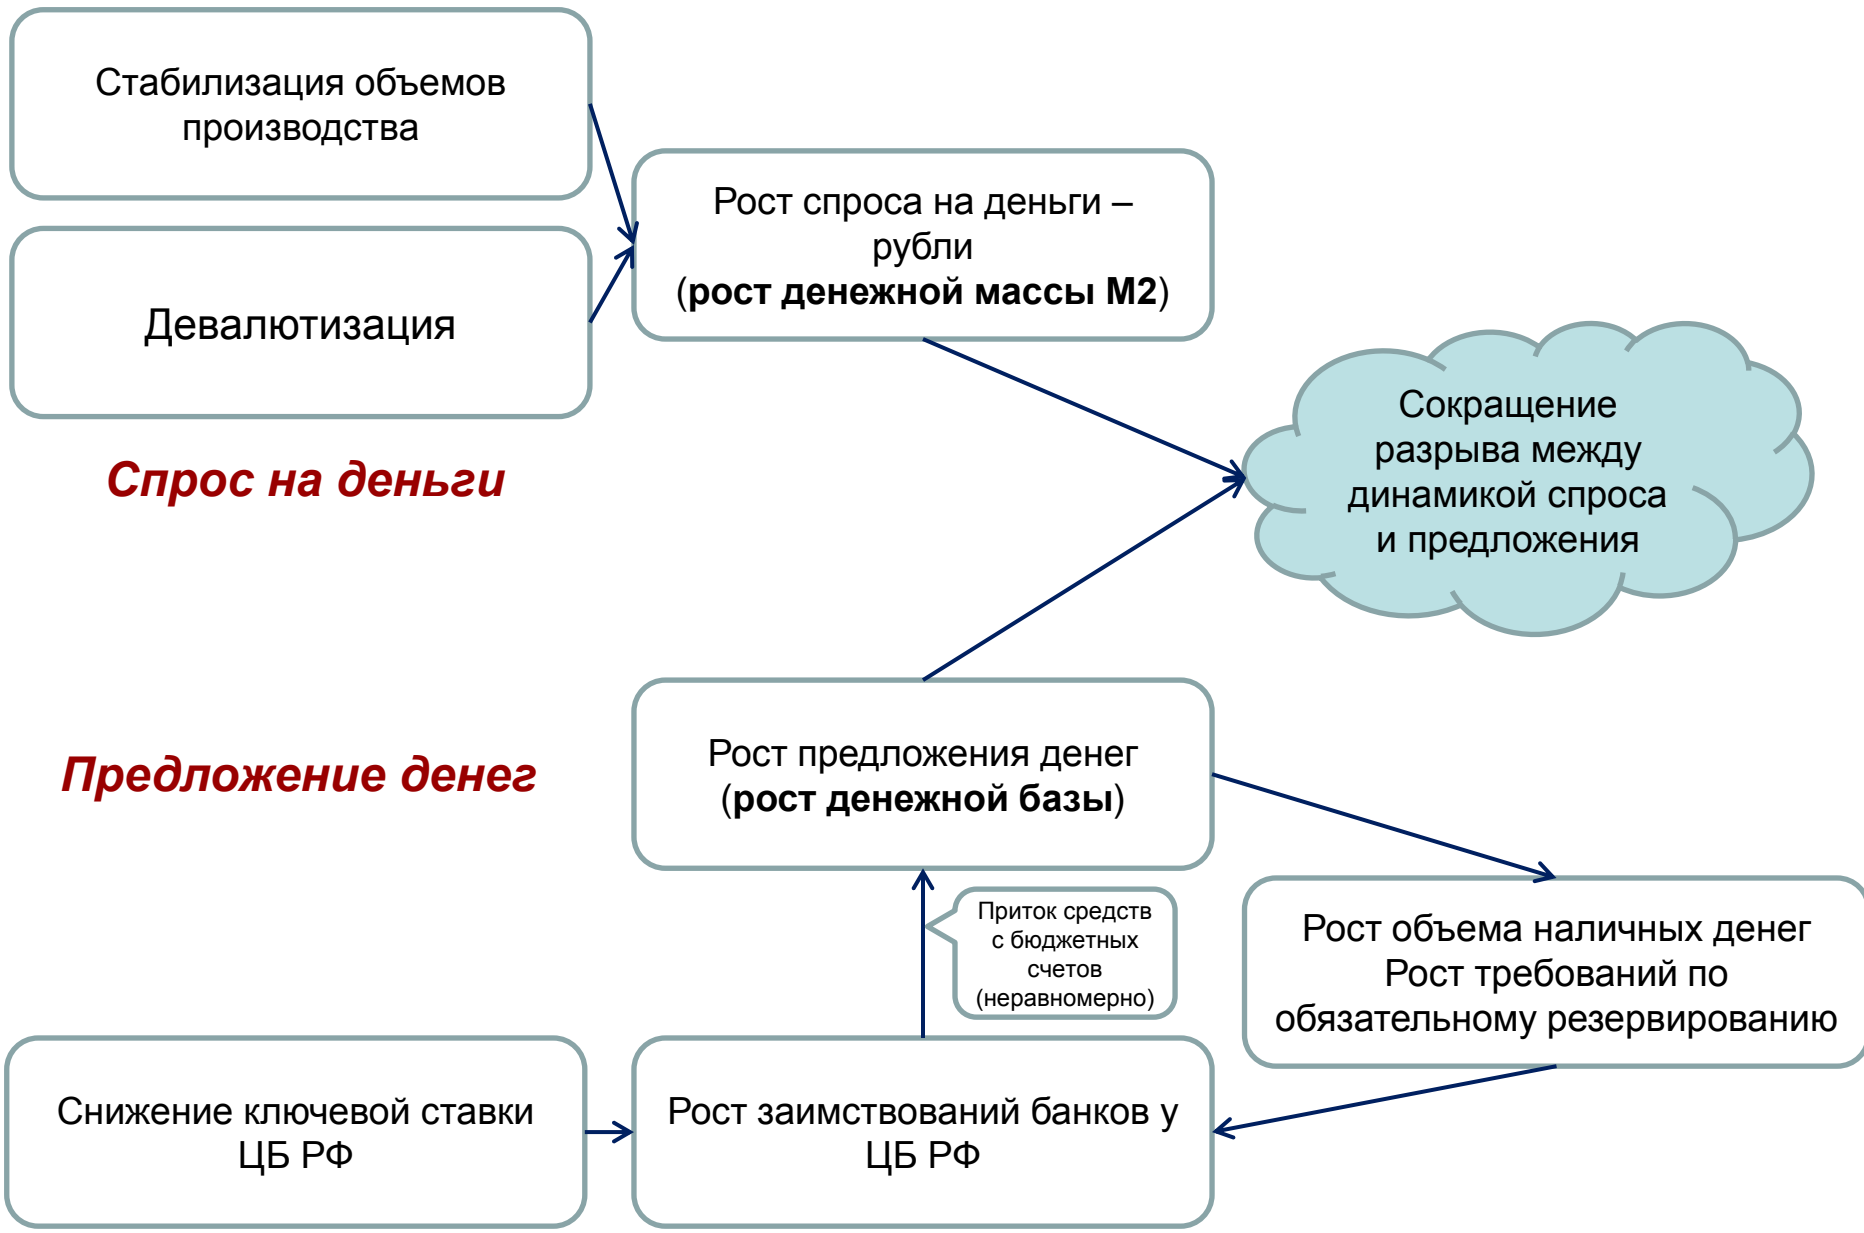 Стабилизация объемов
производства
Девалютизация
Рост спроса на деньги –
рубли
(рост денежной массы М2)
Спрос на деньги
Сокращение
разрыва между
динамикой спроса
и предложения
Предложение денег
Рост предложения денег
(рост денежной базы)
Приток средств
с бюджетных
счетов
(неравномерно)
Рост объема наличных денег
Рост требований по
обязательному резервированию
Снижение ключевой ставки
ЦБ РФ
Рост заимствований банков у
ЦБ РФ